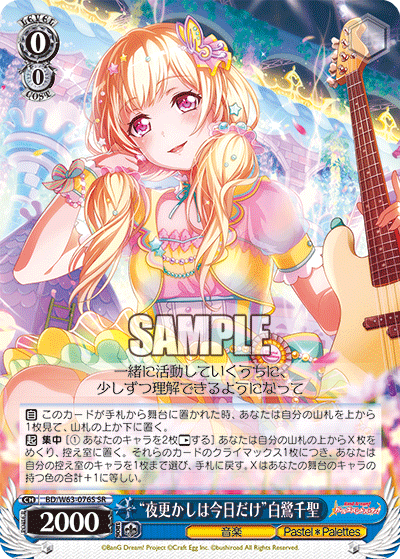 LEVEL
0
0
COST
SAMPLE
一緒に活動していくうちに、
少しずつ理解できるようになって
自 このカードが手札から舞台に置かれた時、あなたは自分の山札を上から
1枚見て、山札の上か下に置く。
起 集中 [① あなたのキャラを2枚レストする] あなたは自分の山札の上からX枚を
めくり、控え室に置く。それらのカードのクライマックス1枚につき、あなたは
自分の控え室のキャラを1枚まで選び、手札に戻す。Xはあなたの舞台のキャラの
持つ色の合計+1に等しい。
CH
BD/W63-076S SR
2000
"夜更かしは今日だけ"白鷺千聖
音楽
Pastel*Palettes
©BanG Dream! Project ©Craft Egg Inc. ©bushiroad All Rights Reserved.